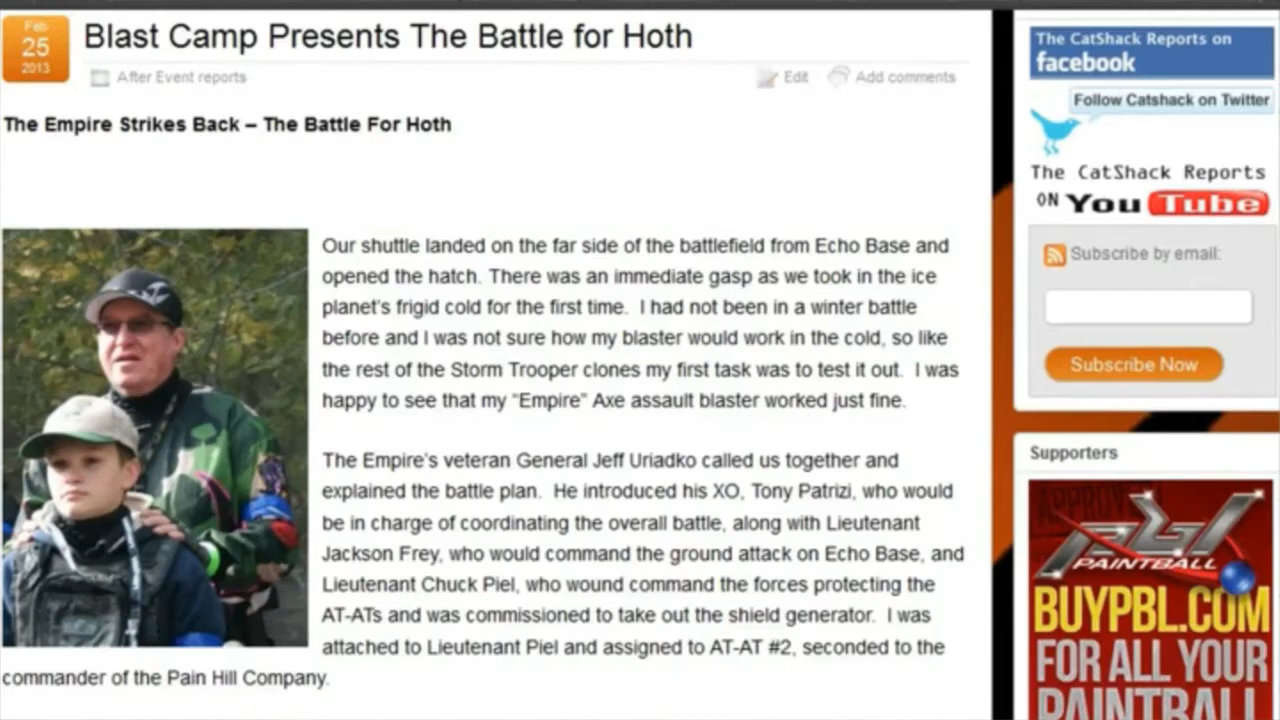 Feb
25
2013
Blast Camp Presents The Battle for Hoth
After Event reports
Edit
Add comments
The Empire Strikes Back – The Battle For Hoth
Our shuttle landed on the far side of the battlefield from Echo Base and
opened the hatch. There was an immediate gasp as we took in the ice
planet's frigid cold for the first time. I had not been in a winter battle
before and I was not sure how my blaster would work in the cold, so like
the rest of the Storm Trooper clones my first task was to test it out. I was
happy to see that my "Empire" Axe assault blaster worked just fine.
The Empire's veteran General Jeff Uriadko called us together and
explained the battle plan. He introduced his XO, Tony Patrizi, who would
be in charge of coordinating the overall battle, along with Lieutenant
Jackson Frey, who would command the ground attack on Echo Base, and
Lieutenant Chuck Piel, who wound command the forces protecting the
AT-ATs and was commissioned to take out the shield generator. I was
attached to Lieutenant Piel and assigned to AT-AT #2, seconded to the
commander of the Pain Hill Company.
The CatShack Reports on
facebook
Follow Catshack on Twitter
The CatShack Reports
ON YouTube
Subscribe by email:
Subscribe Now
Supporters
APPROVED
PBL
PAINTBALL
BUYPBL.COM
FOR ALL YOUR
PAINTBALL